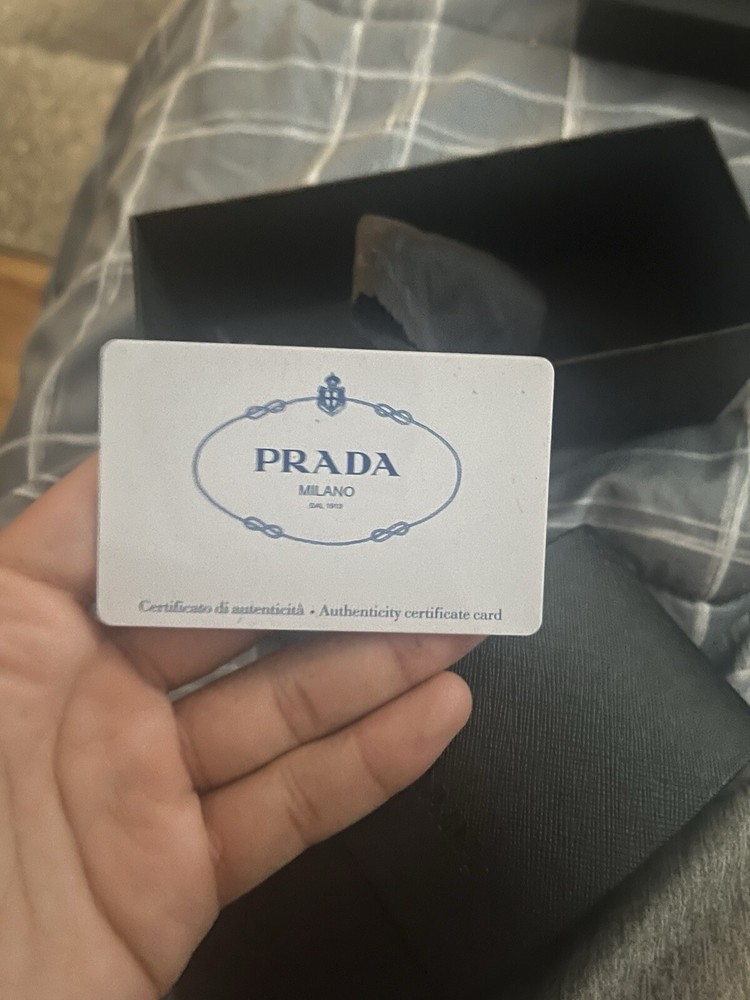 PRADA
MILANO
DAL 1913
Certificato di autenticità • Authenticity certificate card